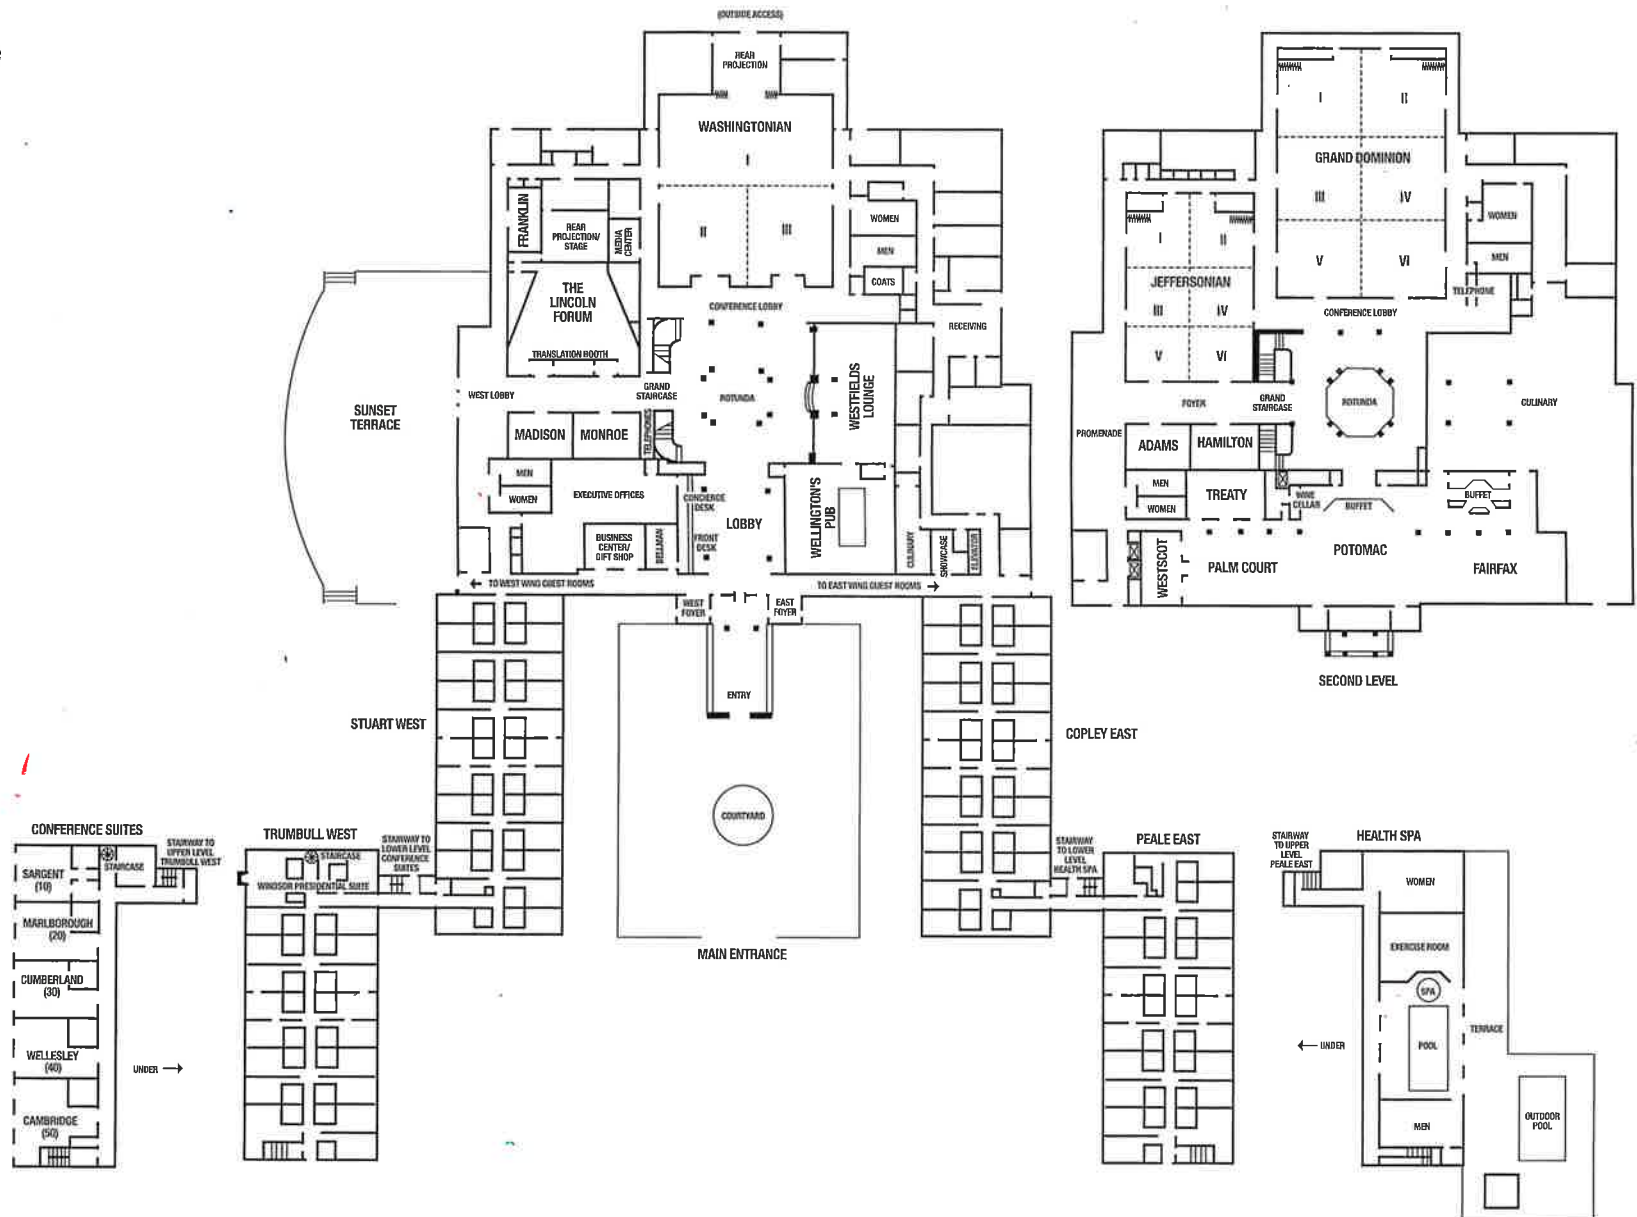 (OUTSIDE ACCESS)
REAR
PROJECTION
WASHINGTONIAN
I
II
III
FRANKLIN
REAR
PROJECTION/
STAGE
MEDIA
CENTER
WOMEN
MEN
COATS
THE
LINCOLN
FORUM
TRANSLATION BOOTH
CONFERENCE LOBBY
RECEIVING
WEST LOBBY
GRAND
STAIRCASE
ROTUNDA
WESTFIELDS
LOUNGE
SUNSET
TERRACE
MADISON
MONROE
TELEPHONES
MEN
WOMEN
EXECUTIVE OFFICES
CONCIERGE
DESK
LOBBY
WELLINGTON'S
PUB
BUSINESS
CENTER/
GIFT SHOP
BELLMAN
FRONT
DESK
CULINARY
SHOWCASE
ELEVATOR
← TO WEST WING GUEST ROOMS
TO EAST WING GUEST ROOMS →
WEST
FOYER
EAST
FOYER
ENTRY
COURTYARD
MAIN ENTRANCE
STUART WEST
COPLEY EAST
I
II
GRAND DOMINION
III
IV
V
VI
WOMEN
MEN
TELEPHONE
I
II
JEFFERSONIAN
III
IV
V
VI
CONFERENCE LOBBY
FOYER
GRAND
STAIRCASE
ROTUNDA
CULINARY
PROMENADE
ADAMS
HAMILTON
MEN
WOMEN
TREATY
WINE
CELLAR
BUFFET
BUFFET
WESTSCOT
PALM COURT
POTOMAC
FAIRFAX
SECOND LEVEL
CONFERENCE SUITES
STAIRWAY TO
UPPER LEVEL
TRUMBULL WEST
STAIRCASE
SARGENT
(10)
MARLBOROUGH
(20)
CUMBERLAND
(30)
WELLESLEY
(40)
CAMBRIDGE
(50)
UNDER →
TRUMBULL WEST
STAIRCASE
WINDSOR PRESIDENTIAL SUITE
STAIRWAY TO
LOWER LEVEL
CONFERENCE
SUITES
STAIRWAY
TO LOWER
LEVEL
HEALTH SPA
PEALE EAST
STAIRWAY
TO UPPER
LEVEL
PEALE EAST
HEALTH SPA
WOMEN
EXERCISE ROOM
SPA
TERRACE
POOL
← UNDER
MEN
OUTDOOR
POOL